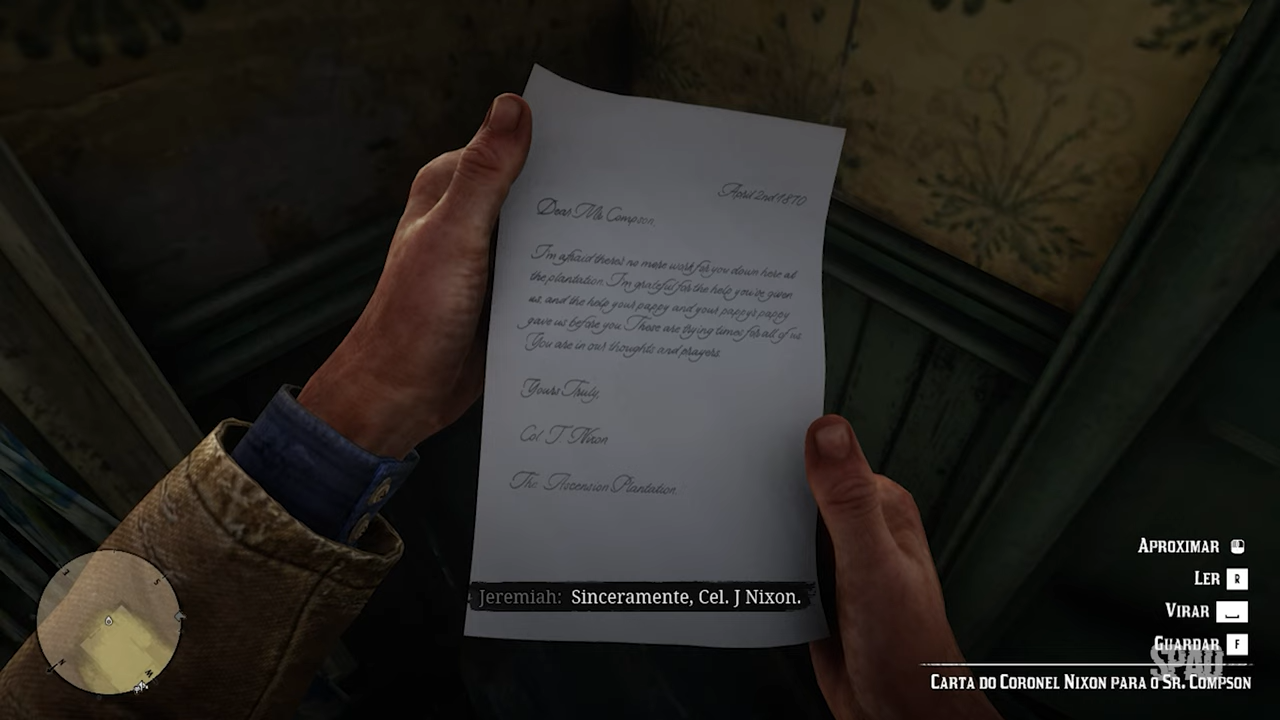 April 2nd 1870
Dear Mr Compson,
I'm afraid there's no more work for you down here at
the plantation. I'm grateful for the help you've given
us, and the help your pappy and your pappy's pappy
gave us before you. These are trying times for all of us.
You are in our thoughts and prayers.
Yours Truly,
Col. T. Nixon
The Ascension Plantation
Jeremiah: Sinceramente, Cel. J Nixon.
APROXIMAR
LER R
VIRAR
GUARDAR F
SPAD
CARTA DO CORONEL NIXON PARA O SR. COMPSON